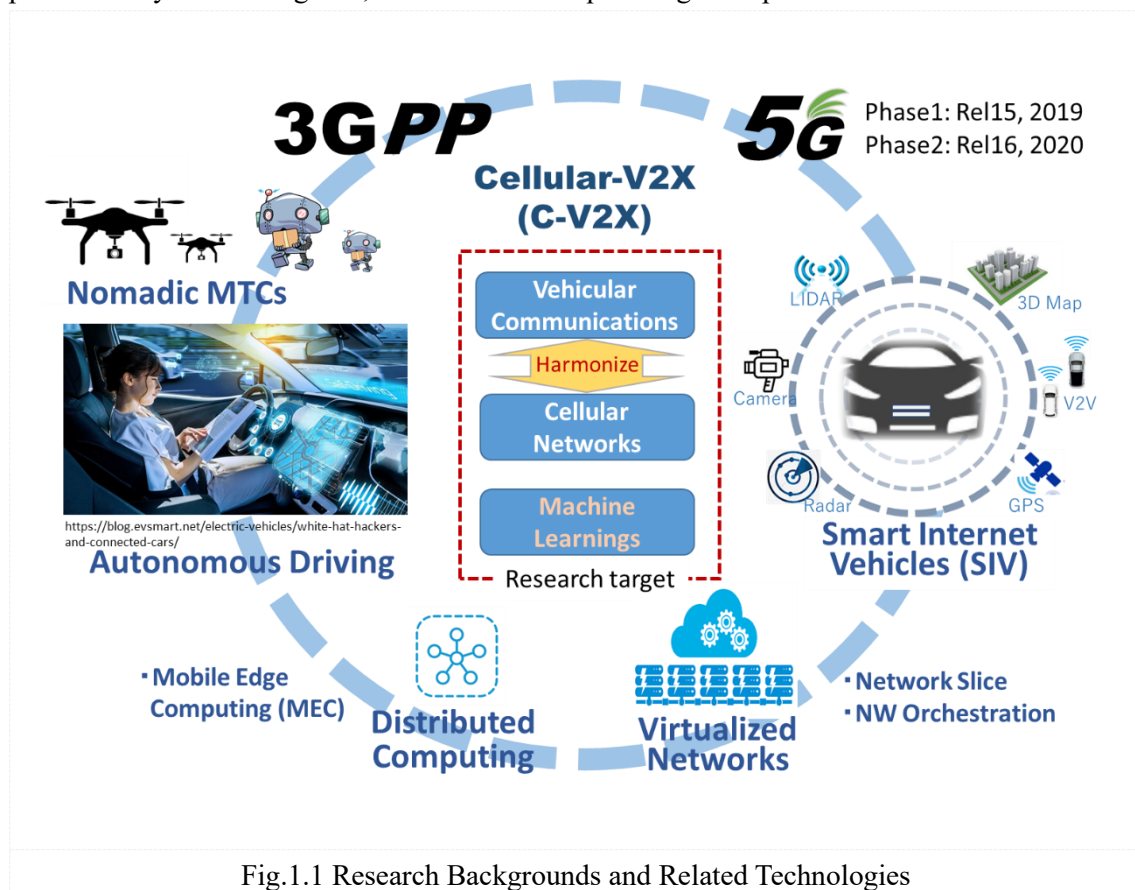 3GPP
5G
Phase1: Rel15, 2019
Phase2: Rel16, 2020
Cellular-V2X
(C-V2X)
Nomadic MTCs
Vehicular
Communications
Harmonize
Cellular
Networks
Machine
Learnings
Research target
LIDAR
3D Map
Camera
V2V
Radar
GPS
Smart Internet
Vehicles (SIV)
https://blog.evsmart.net/electric-vehicles/white-hat-hackers-
and-connected-cars/
Autonomous Driving
・Mobile Edge
Computing (MEC)
Distributed
Computing
Virtualized
Networks
・Network Slice
・NW Orchestration
Fig.1.1 Research Backgrounds and Related Technologies